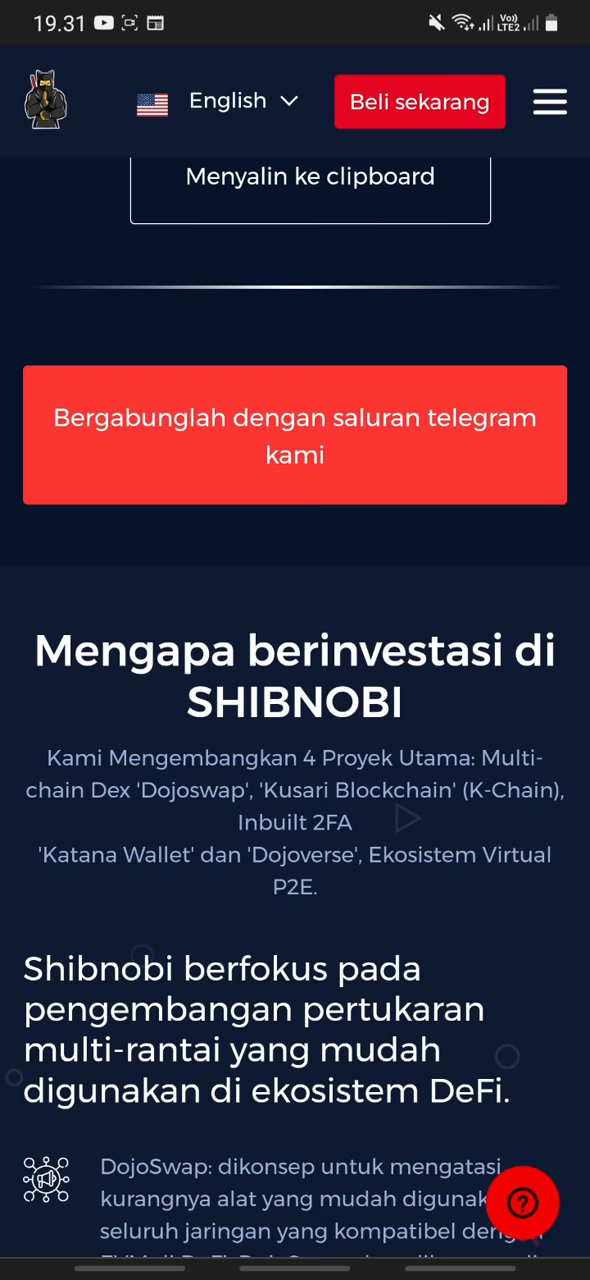 19.31
Vo))
LTE2
English
Beli sekarang
Menyalin ke clipboard
Bergabunglah dengan saluran telegram
kami
Mengapa berinvestasi di
SHIBNOBI
Kami Mengembangkan 4 Proyek Utama: Multi-
chain Dex 'Dojoswap', 'Kusari Blockchain' (K-Chain),
Inbuilt 2FA
'Katana Wallet' dan 'Dojoverse', Ekosistem Virtual
P2E.
Shibnobi berfokus pada
pengembangan pertukaran
multi-rantai yang mudah
digunakan di ekosistem DeFi.
DojoSwap: dikonsep untuk mengatasi
kurangnya alat yang mudah
seluruh jaringan yang kompatibel